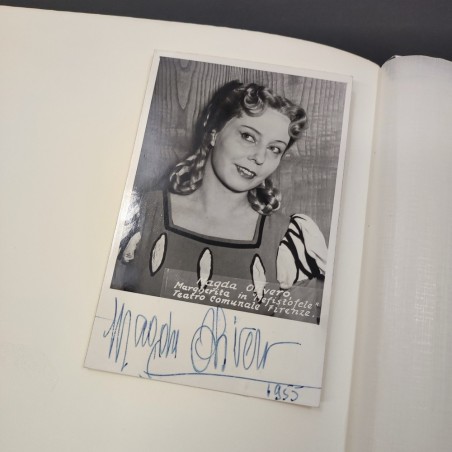 Magda Olivero
Margherita in "Mefistofele"
Teatro Comunale Firenze.
Magda Olivero
1955